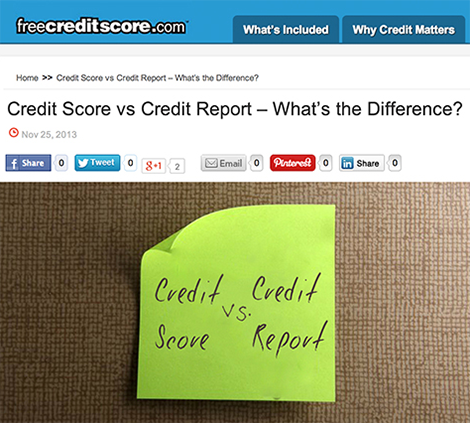 freecreditscore.com™
What's Included
Why Credit Matters
Home >> Credit Score vs Credit Report – What's the Difference?
Credit Score vs Credit Report – What's the Difference?
Nov 25, 2013
f Share 0 Tweet 0 g +1 2 Email 0 Pinterest 0 in Share 0
Credit vs. Credit
Score Report